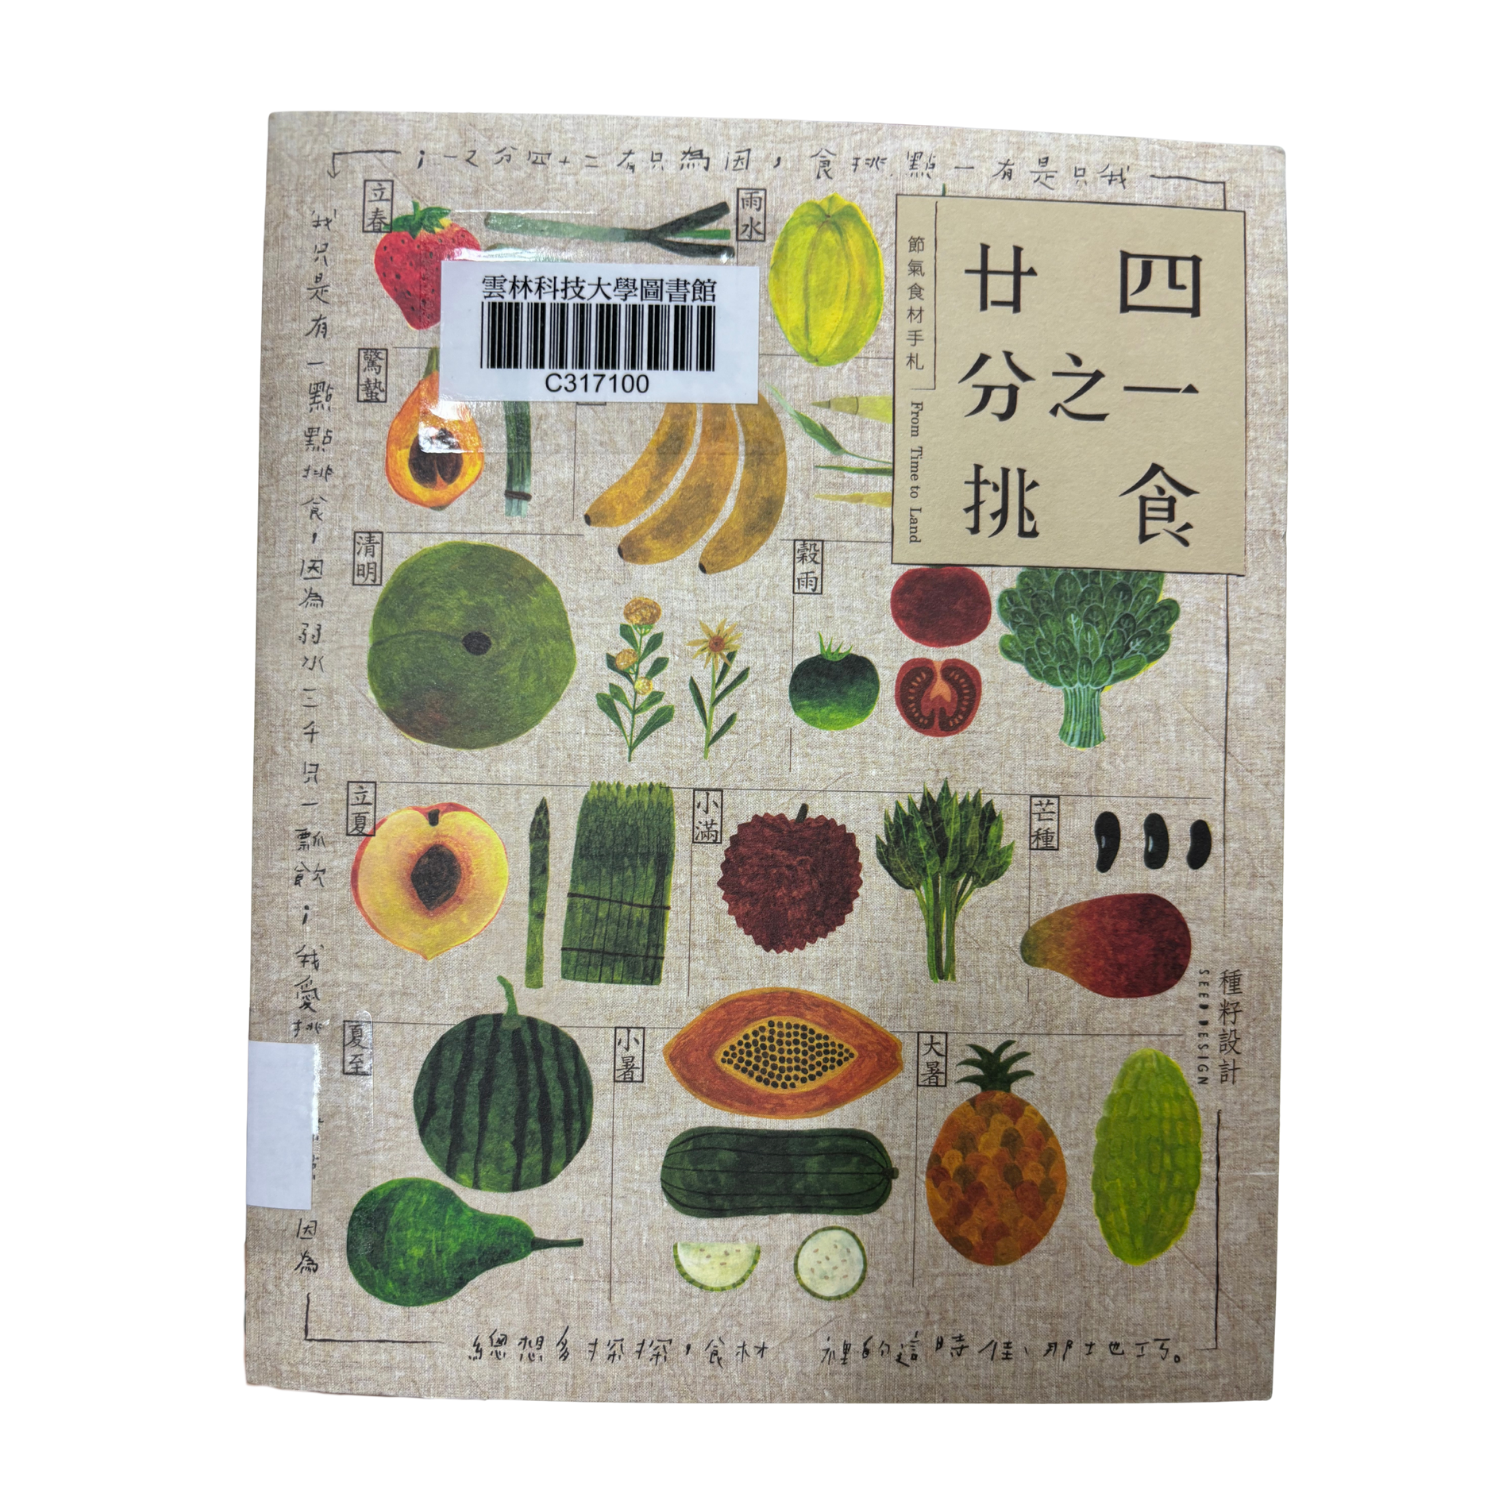 我只是有一點挑食，因為只有二十四分之一；
我只是有一點點挑食，因為弱水三千只一瓢飲；我愛挑
因為
總想多探探，食材 裡的這時佳、那地巧。
廿四
分之一
挑食
節氣食材手札
From Time to Land
立春
雨水
雲林科技大學圖書館
C317100
驚蟄
清明
穀雨
立夏
小滿
芒種
種籽設計
SEED DESIGN
夏至
小暑
大暑